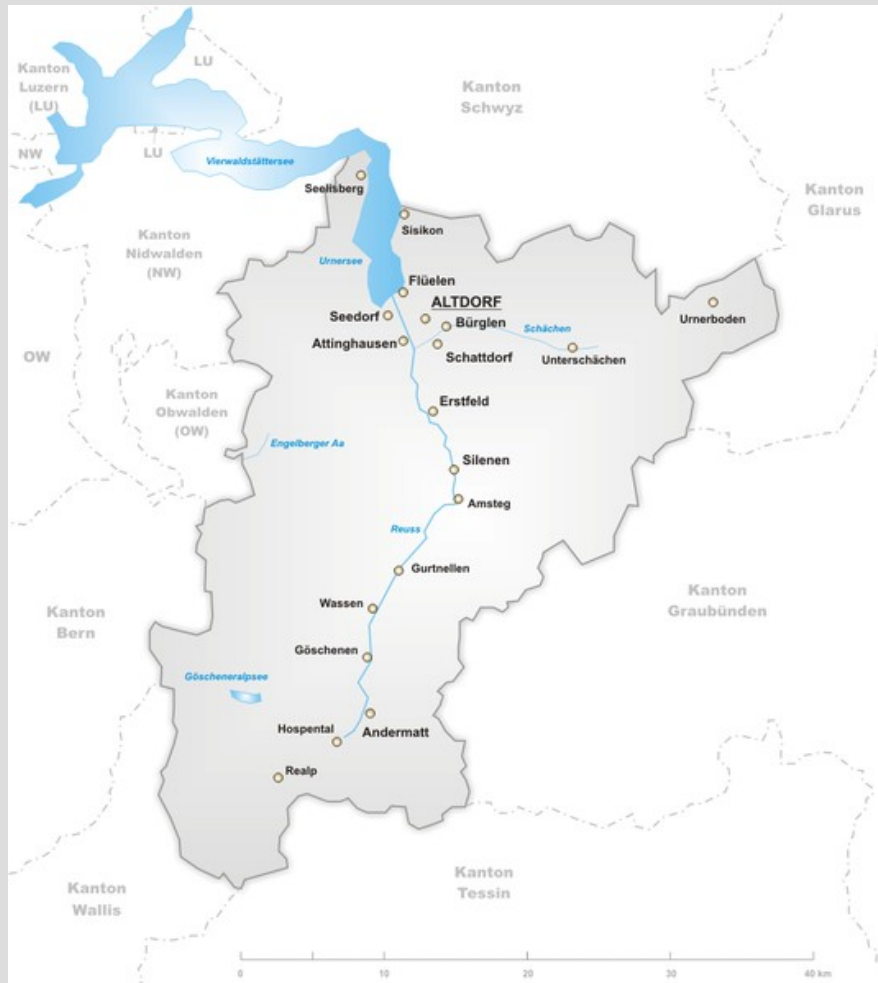 LU
Kanton
Luzern
(LU)
Kanton
Schwyz
NW
LU
Vierwaldstättersee
Seelisberg
Kanton
Glarus
Sisikon
Kanton
Nidwalden
(NW)
Urnersee
Flüelen
ALTDORF
Urnerboden
Seedorf
Bürglen
Schächen
Attinghausen
Schattdorf
Unterschächen
OW
Kanton
Obwalden
(OW)
Erstfeld
Engelberger Aa
Silenen
Amsteg
Reuss
Gurtnellen
Kanton
Graubünden
Wassen
Kanton
Bern
Göschenen
Göscheneralpsee
Hospental
Andermatt
Realp
Kanton
Tessin
Kanton
Wallis
0 10 20 30 40 km